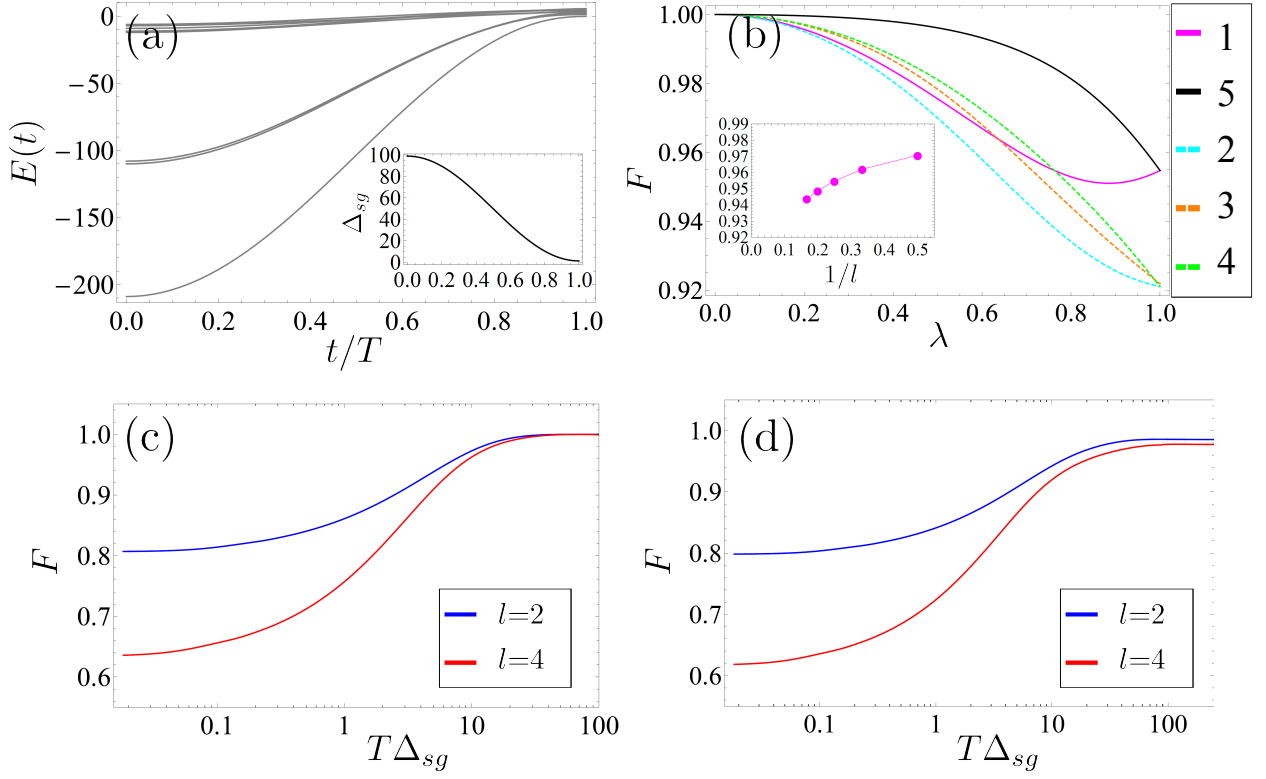 (a)
E(t)
0
−50
−100
−150
−200
0.0 0.2 0.4 0.6 0.8 1.0
t/T
Δsg
100
80
60
40
20
0
0.0 0.2 0.4 0.6 0.8 1.0
(b)
F
1.00
0.98
0.96
0.94
0.92
0.0 0.2 0.4 0.6 0.8 1.0
λ
0.99
0.98
0.97
0.96
0.95
0.94
0.93
0.92
0.0 0.1 0.2 0.3 0.4 0.5
1/l
1
5
2
3
4
(c)
F
1.0
0.9
0.8
0.7
0.6
0.1 1 10 100
TΔsg
l=2
l=4
(d)
F
1.0
0.9
0.8
0.7
0.6
0.1 1 10 100
TΔsg
l=2
l=4